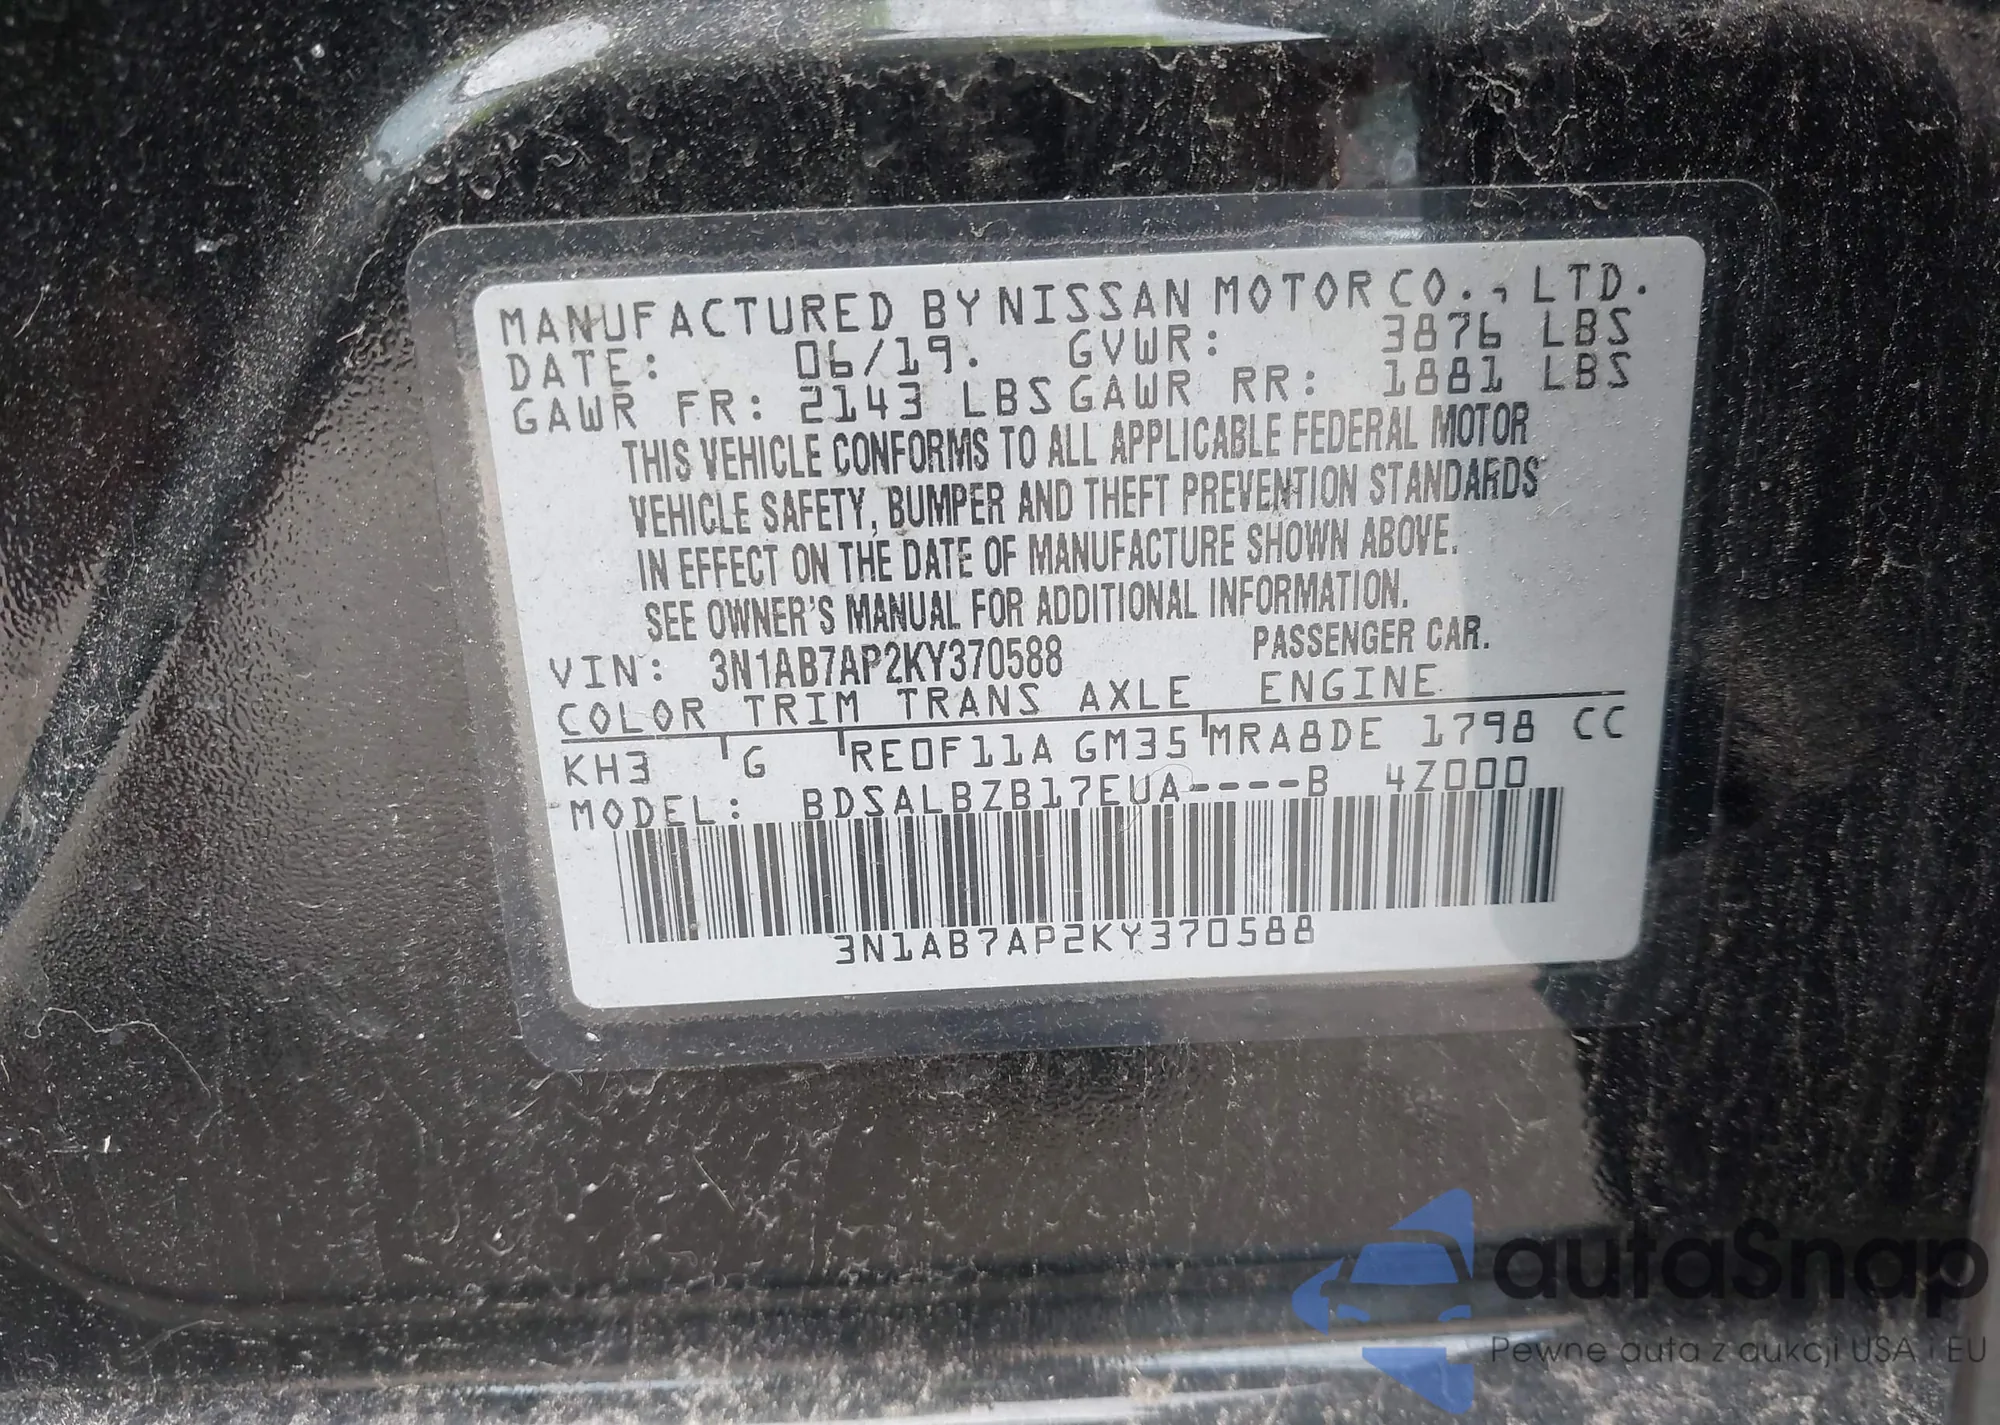 MANUFACTURED BY NISSAN MOTOR CO., LTD.
DATE: 06/19. GVWR: 3876 LBS
GAWR FR: 2143 LBS GAWR RR: 1881 LBS
THIS VEHICLE CONFORMS TO ALL APPLICABLE FEDERAL MOTOR
VEHICLE SAFETY, BUMPER AND THEFT PREVENTION STANDARDS
IN EFFECT ON THE DATE OF MANUFACTURE SHOWN ABOVE.
SEE OWNER'S MANUAL FOR ADDITIONAL INFORMATION.
VIN: 3N1AB7AP2KY370588 PASSENGER CAR.
COLOR TRIM TRANS AXLE ENGINE
KH3 G RE0F11A GM35 MRA8DE 1798 CC
MODEL: BDSALBZB17EUA----B 4Z000
3N1AB7AP2KY370588
autaSnap
Pewne auta z aukcji USA i EU